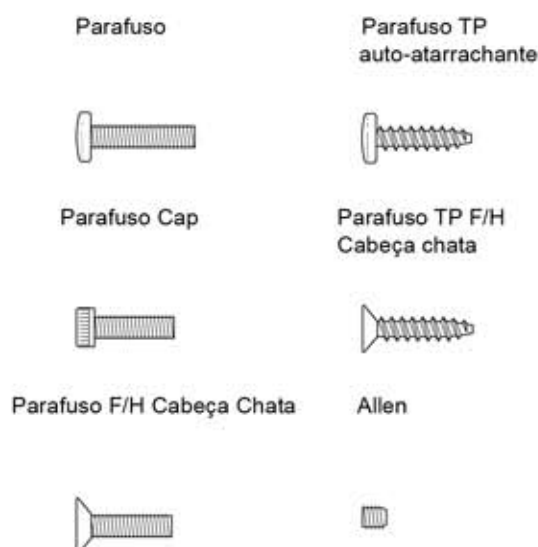 Parafuso
Parafuso TP
auto-atarrachante
Parafuso Cap
Parafuso TP F/H
Cabeça chata
Parafuso F/H Cabeça Chata
Allen